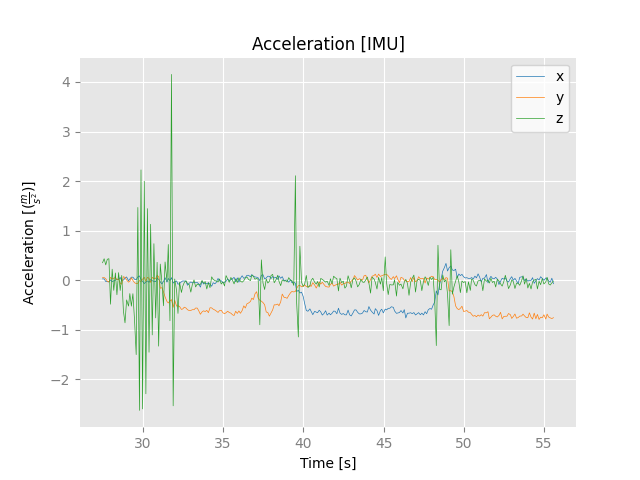 Acceleration [IMU]
x
y
z
4
3
2
1
0
−1
−2
Acceleration [(m/s²)]
30
35
40
45
50
55
Time [s]